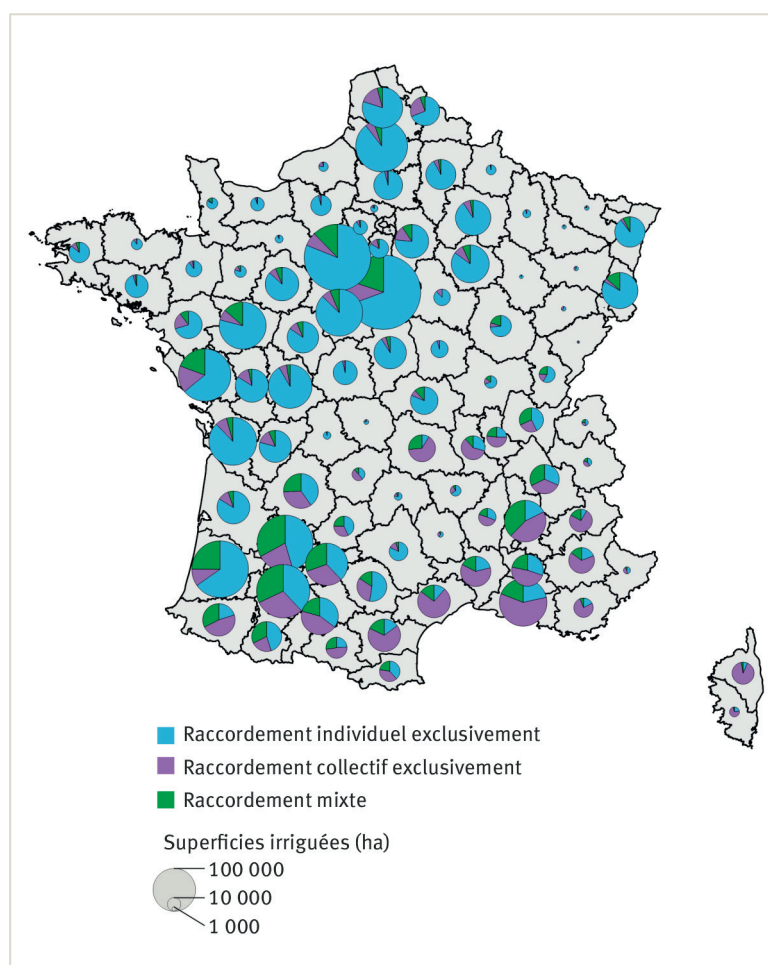 Raccordement individuel exclusivement
Raccordement collectif exclusivement
Raccordement mixte
Superficies irriguées (ha)
100 000
10 000
1 000